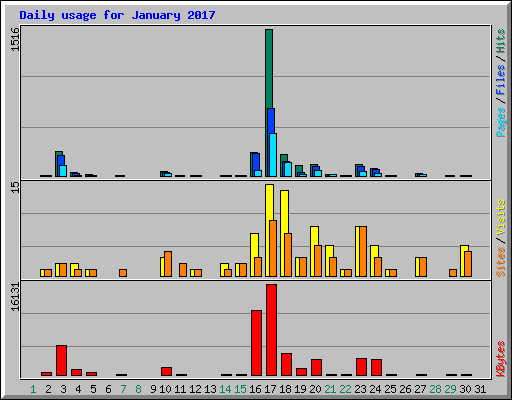 Daily usage for January 2017
1516
Pages / Files / Hits
15
Sites / Visits
16131
KBytes
1 2 3 4 5 6 7 8 9 10 11 12 13 14 15 16 17 18 19 20 21 22 23 24 25 26 27 28 29 30 31